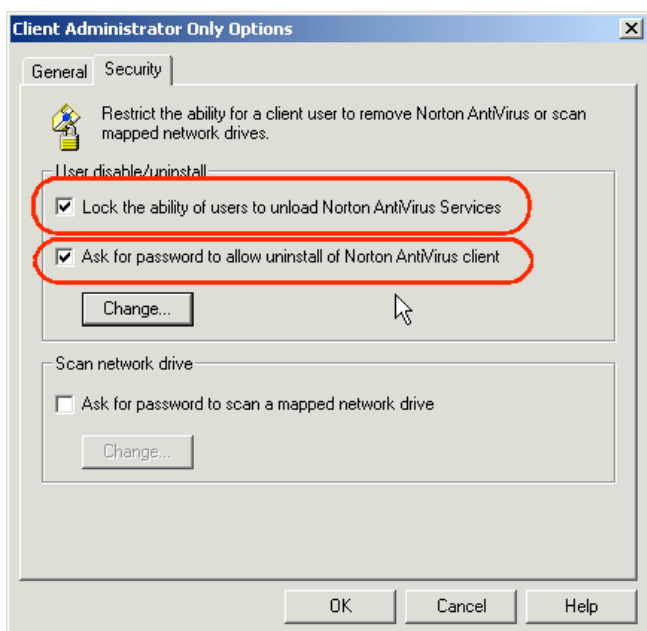 Client Administrator Only Options
General
Security
Restrict the ability for a client user to remove Norton AntiVirus or scan
mapped network drives.
User disable/uninstall
Lock the ability of users to unload Norton AntiVirus Services
Ask for password to allow uninstall of Norton AntiVirus client
Change...
Scan network drive
Ask for password to scan a mapped network drive
Change...
OK
Cancel
Help